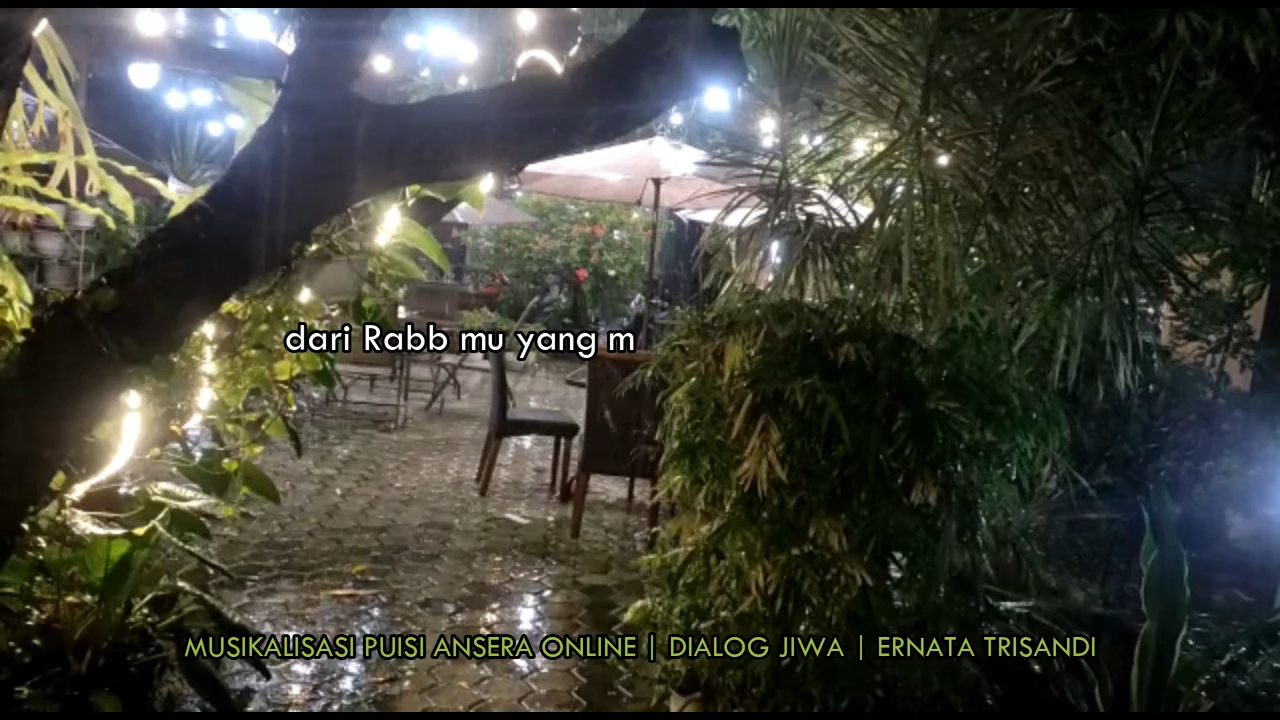 dari Rabb mu yang m
MUSIKALISASI PUISI ANSERA ONLINE | DIALOG JIWA | ERNATA TRISANDI